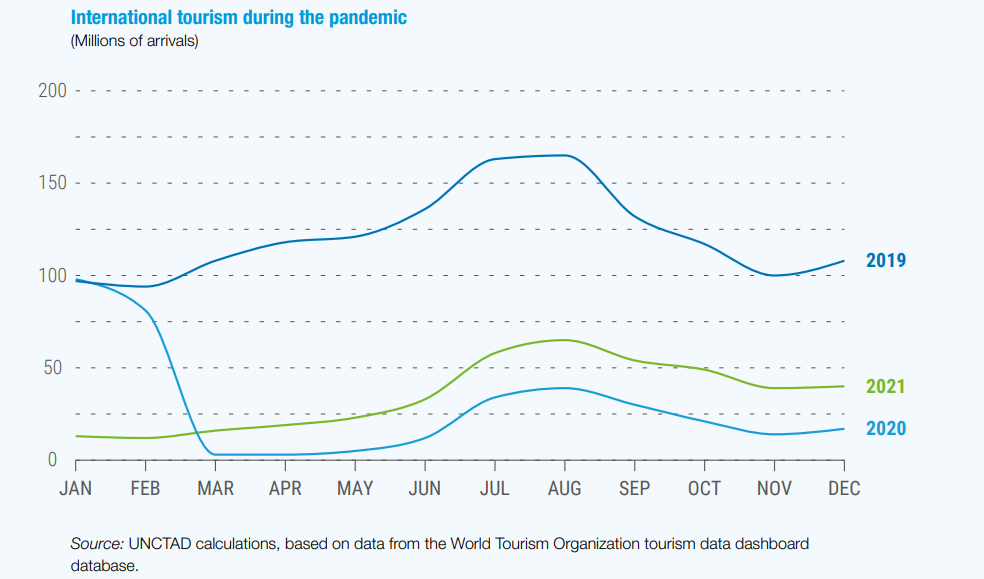 International tourism during the pandemic
(Millions of arrivals)
200
150
100
50
0
2019
2021
2020
JAN FEB MAR APR MAY JUN JUL AUG SEP OCT NOV DEC
Source: UNCTAD calculations, based on data from the World Tourism Organization tourism data dashboard
database.